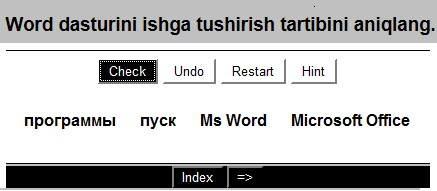 Word dasturini ishga tushirish tartibini aniqlang.
Check Undo Restart Hint
программы пуск Ms Word Microsoft Office
Index =>